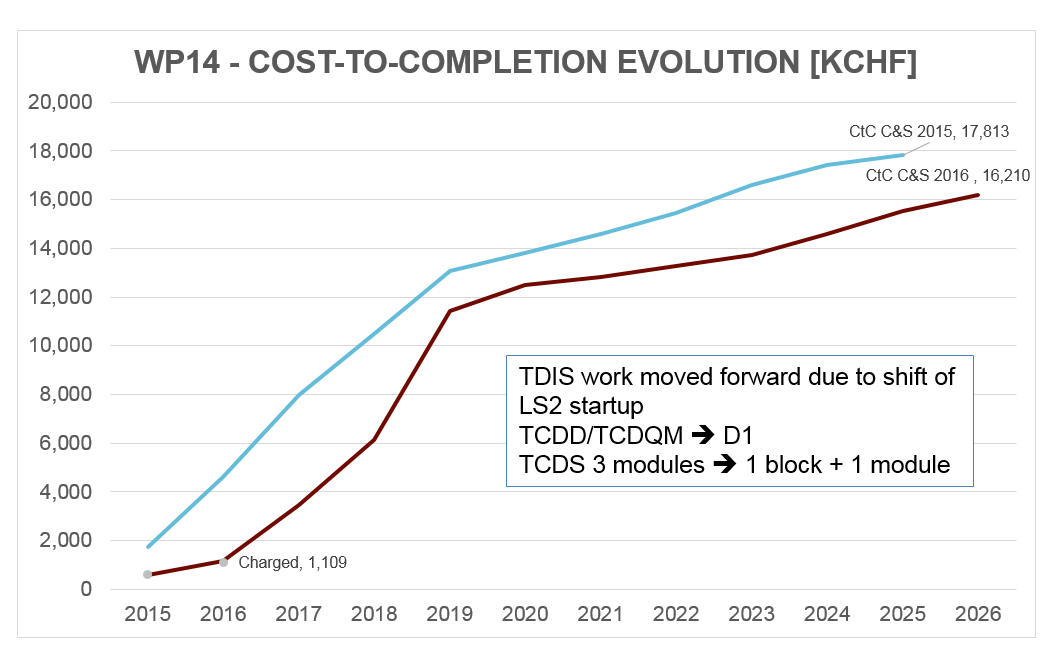 WP14 - COST-TO-COMPLETION EVOLUTION [KCHF]
20,000
18,000
16,000
14,000
12,000
10,000
8,000
6,000
4,000
2,000
0
CtC C&S 2015, 17,813
CtC C&S 2016 , 16,210
TDIS work moved forward due to shift of
LS2 startup
TCDD/TCDQM ➔ D1
TCDS 3 modules ➔ 1 block + 1 module
Charged, 1,109
2015 2016 2017 2018 2019 2020 2021 2022 2023 2024 2025 2026